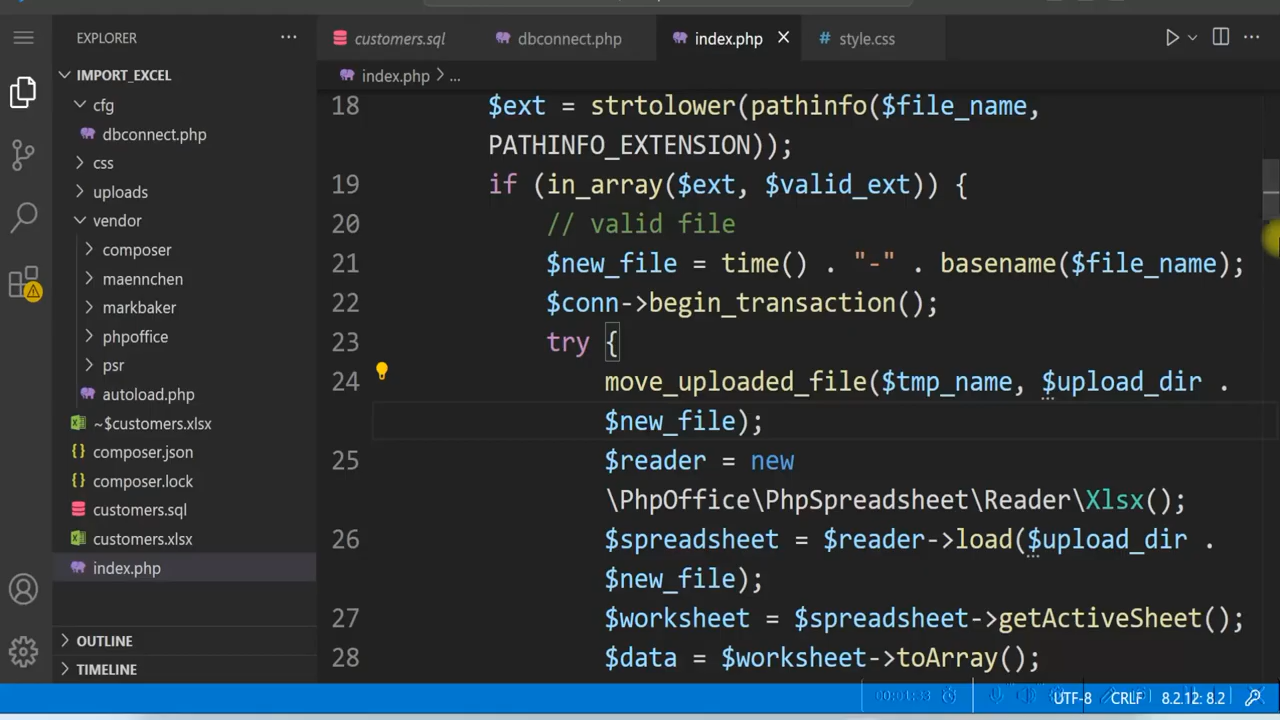 EXPLORER
IMPORT_EXCEL
cfg
dbconnect.php
css
uploads
vendor
composer
maennchen
markbaker
phpoffice
psr
autoload.php
~$customers.xlsx
composer.json
composer.lock
customers.sql
customers.xlsx
index.php
OUTLINE
TIMELINE
customers.sql dbconnect.php index.php # style.css
index.php > ...
18 $ext = strtolower(pathinfo($file_name,
PATHINFO_EXTENSION));
19 if (in_array($ext, $valid_ext)) {
20 // valid file
21 $new_file = time() . "-" . basename($file_name);
22 $conn->begin_transaction();
23 try {
24 move_uploaded_file($tmp_name, $upload_dir .
$new_file);
25 $reader = new
\PhpOffice\PhpSpreadsheet\Reader\Xlsx();
26 $spreadsheet = $reader->load($upload_dir .
$new_file);
27 $worksheet = $spreadsheet->getActiveSheet();
28 $data = $worksheet->toArray();
00:01:33 UTF-8 CRLF 8.2.12: 8.2